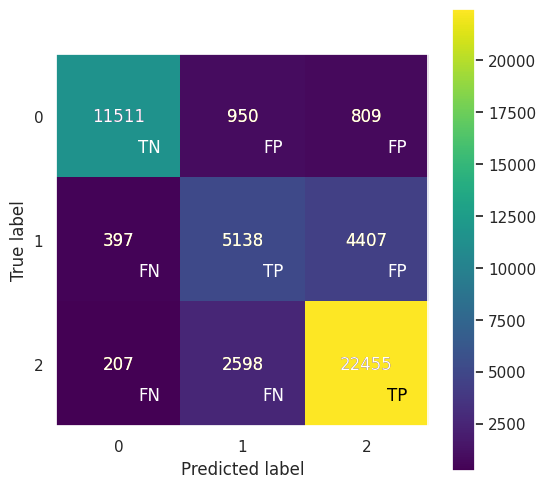 0
11511
TN
950
FP
809
FP
1
397
FN
5138
TP
4407
FP
2
207
FN
2598
FN
22455
TP
0
1
2
True label
Predicted label
20000
17500
15000
12500
10000
7500
5000
2500